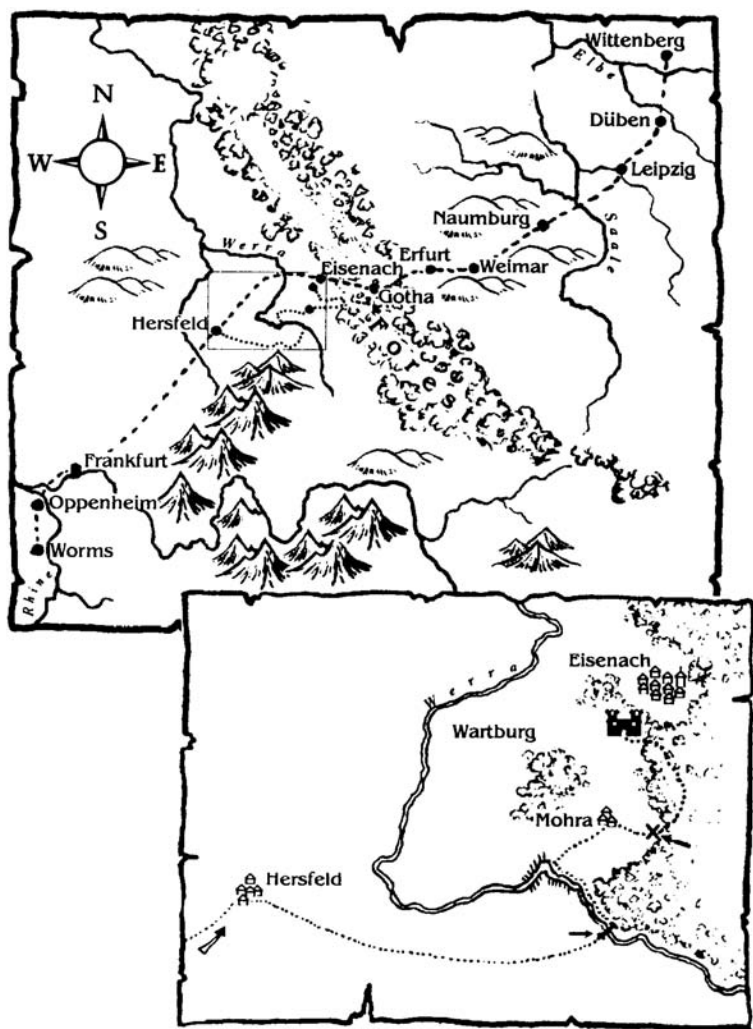 Wittenberg
Elbe
Düben
Leipzig
N
W E
S
Naumburg
Saale
Werra
Erfurt
Eisenach
Weimar
Gotha
Hersfeld
Forest
Frankfurt
Oppenheim
Worms
Rhine
Eisenach
Werra
Wartburg
Mohra
Hersfeld